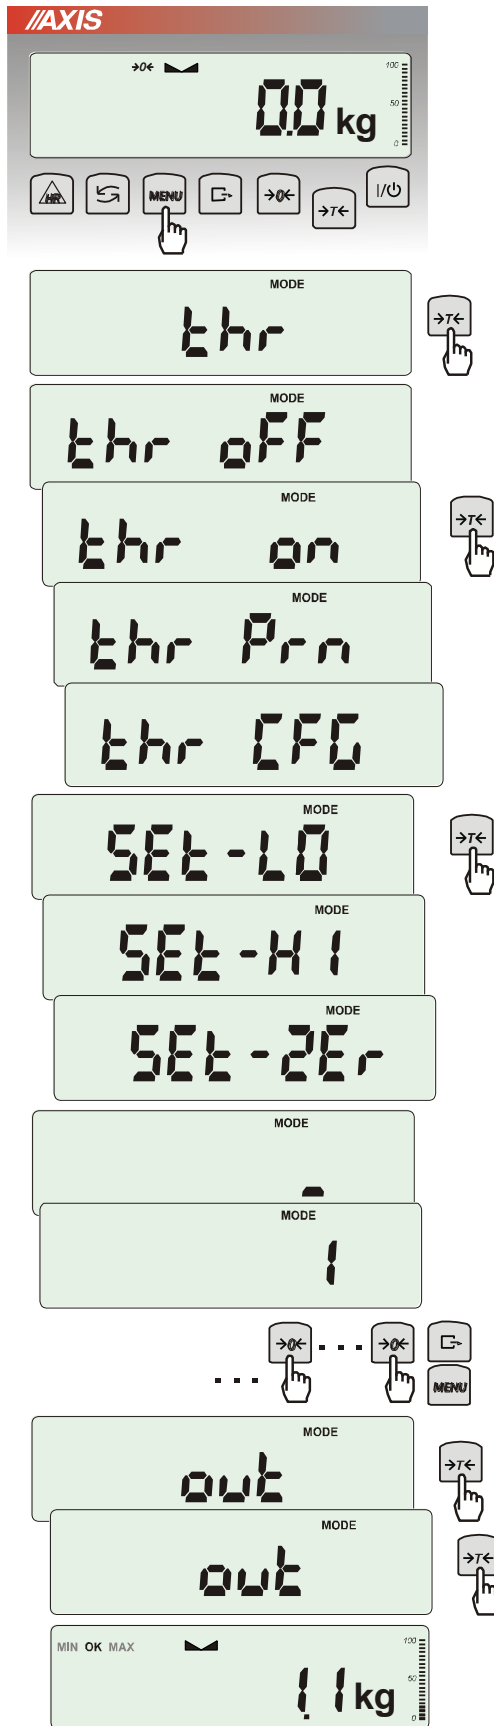 //AXIS
→0← 100
50
0.0 kg
0
HR MENU →0← →T← I/⏻
MODE
thr
→T←
MODE
thr oFF
MODE
thr on
→T←
MODE
thr Prn
thr CFG
MODE
SEt-LO
→T←
MODE
SEt-HI
MODE
SEt-2Er
MODE
-
MODE
1
→0← . . . →0←
. . . MENU
MODE
out
→T←
MODE
out
→T←
MIN OK MAX 100
50
1.1 kg
0